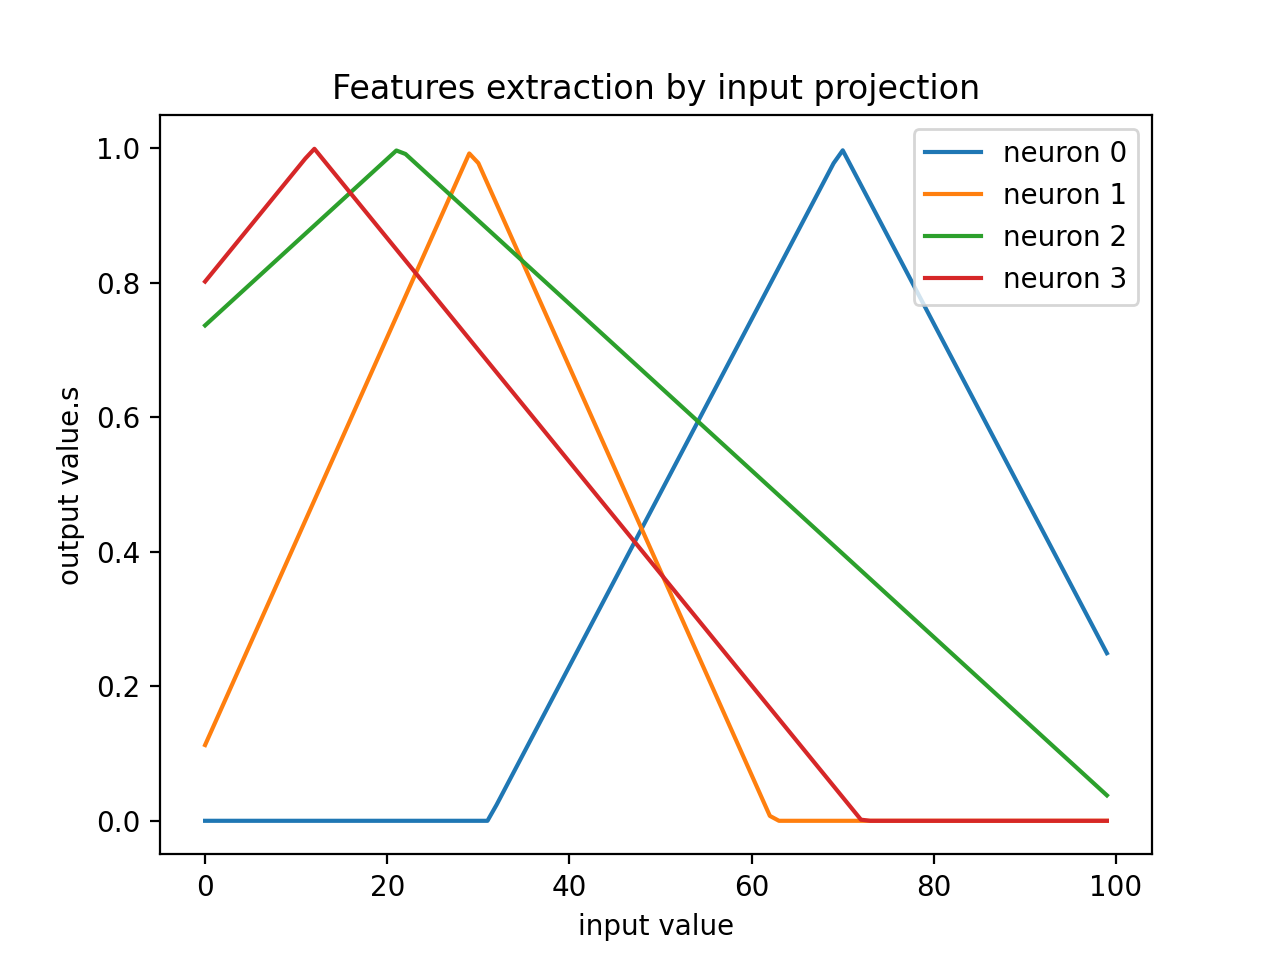 Features extraction by input projection
neuron 0
neuron 1
neuron 2
neuron 3
1.0
0.8
0.6
0.4
0.2
0.0
output value.s
0 20 40 60 80 100
input value